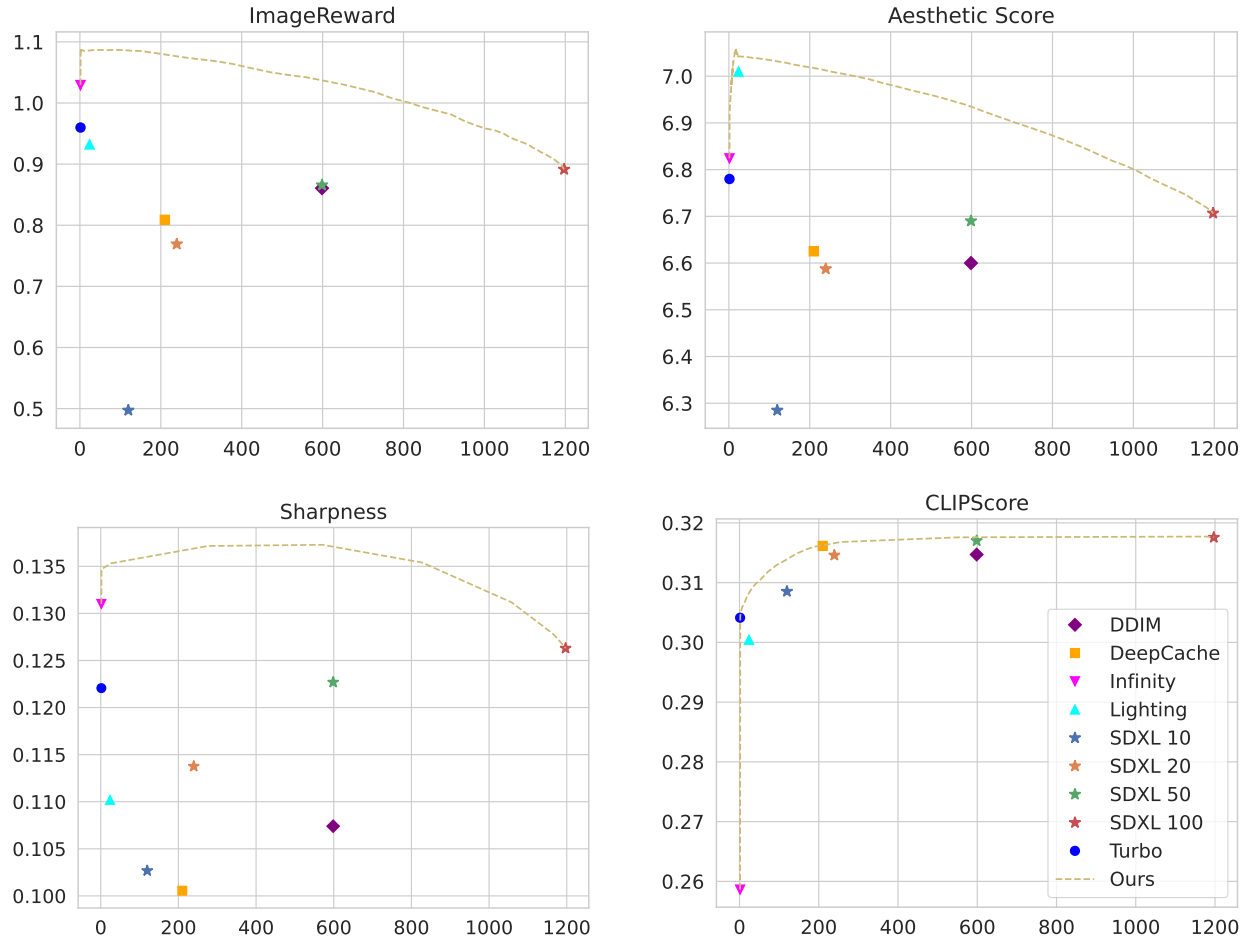 ImageReward
1.1
1.0
0.9
0.8
0.7
0.6
0.5
0 200 400 600 800 1000 1200
Aesthetic Score
7.0
6.9
6.8
6.7
6.6
6.5
6.4
6.3
0 200 400 600 800 1000 1200
Sharpness
0.135
0.130
0.125
0.120
0.115
0.110
0.105
0.100
0 200 400 600 800 1000 1200
CLIPScore
0.32
0.31
0.30
0.29
0.28
0.27
0.26
0 200 400 600 800 1000 1200
DDIM
DeepCache
Infinity
Lighting
SDXL 10
SDXL 20
SDXL 50
SDXL 100
Turbo
Ours